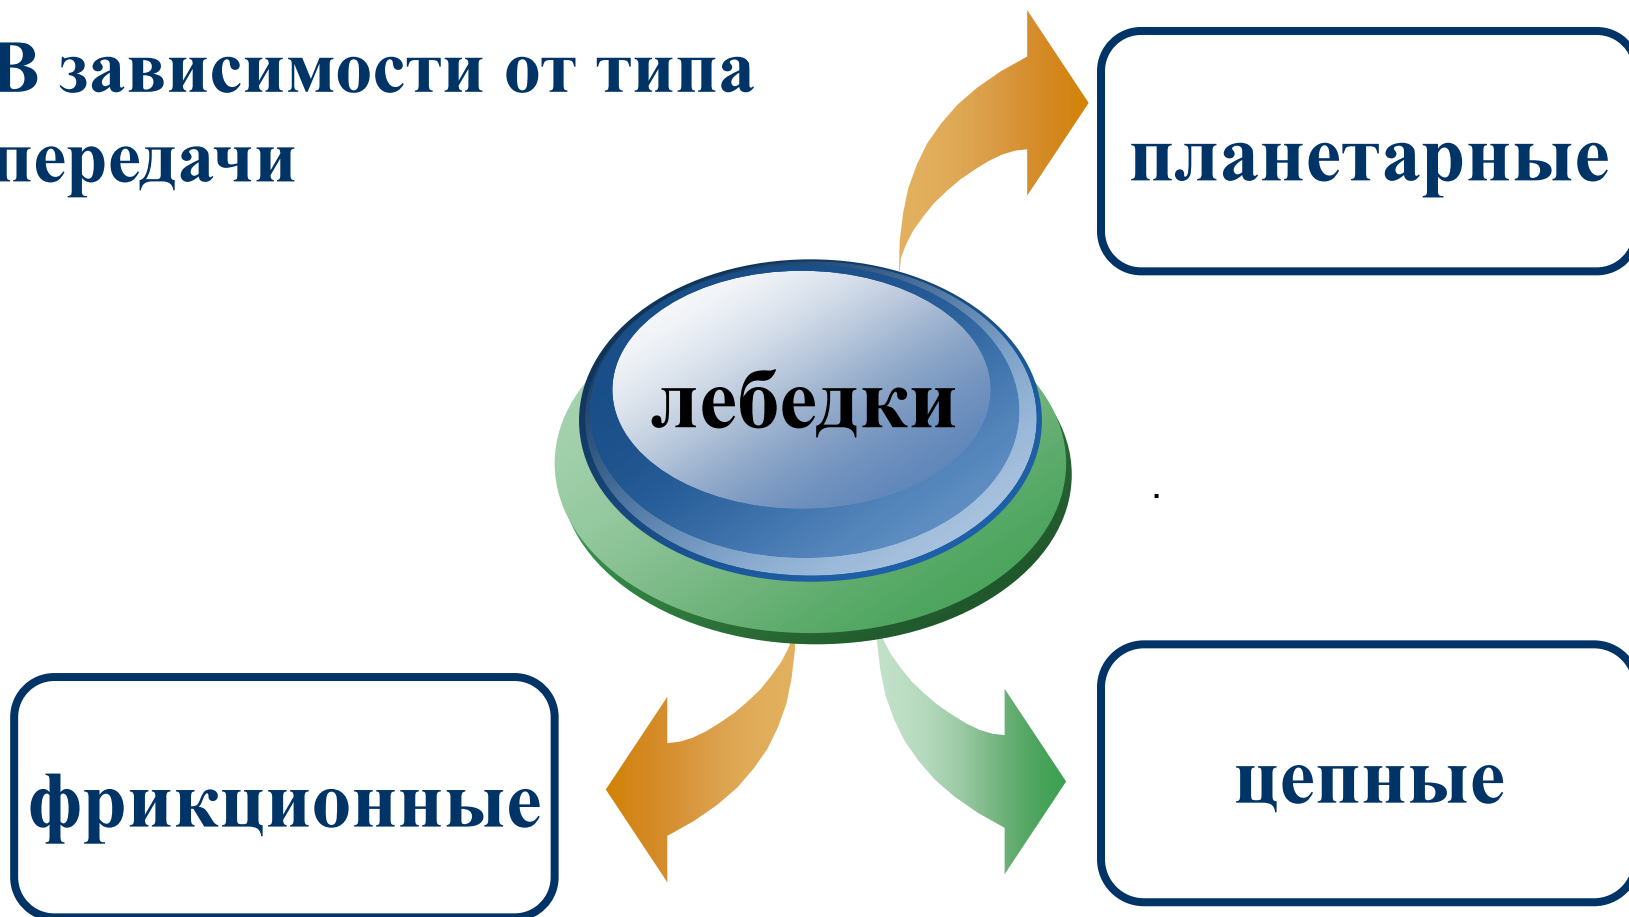 В зависимости от типа
передачи
планетарные
лебедки
.
фрикционные
цепные